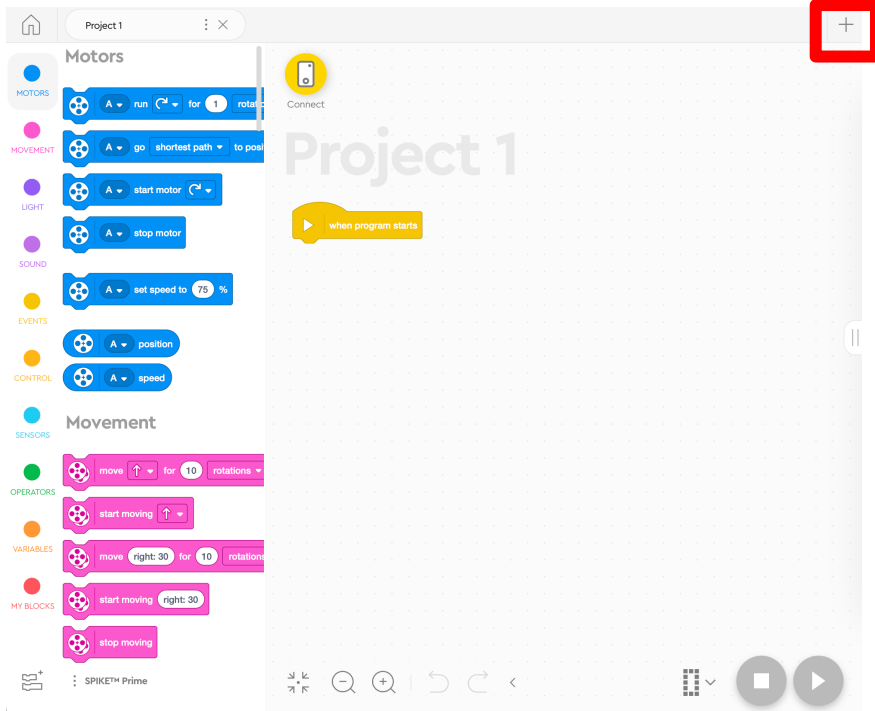 Project 1
Motors
MOTORS
A run for 1
A go shortest path to
MOVEMENT
A start motor
LIGHT
A stop motor
SOUND
A set speed to 75 %
EVENTS
A position
CONTROL
A speed
SENSORS
Movement
OPERATORS
move for 10 rotations
start moving
VARIABLES
move right: 30 for 10 rotations
MY BLOCKS
start moving right: 30
stop moving
SPIKE™ Prime
Connect
Project 1
when program starts